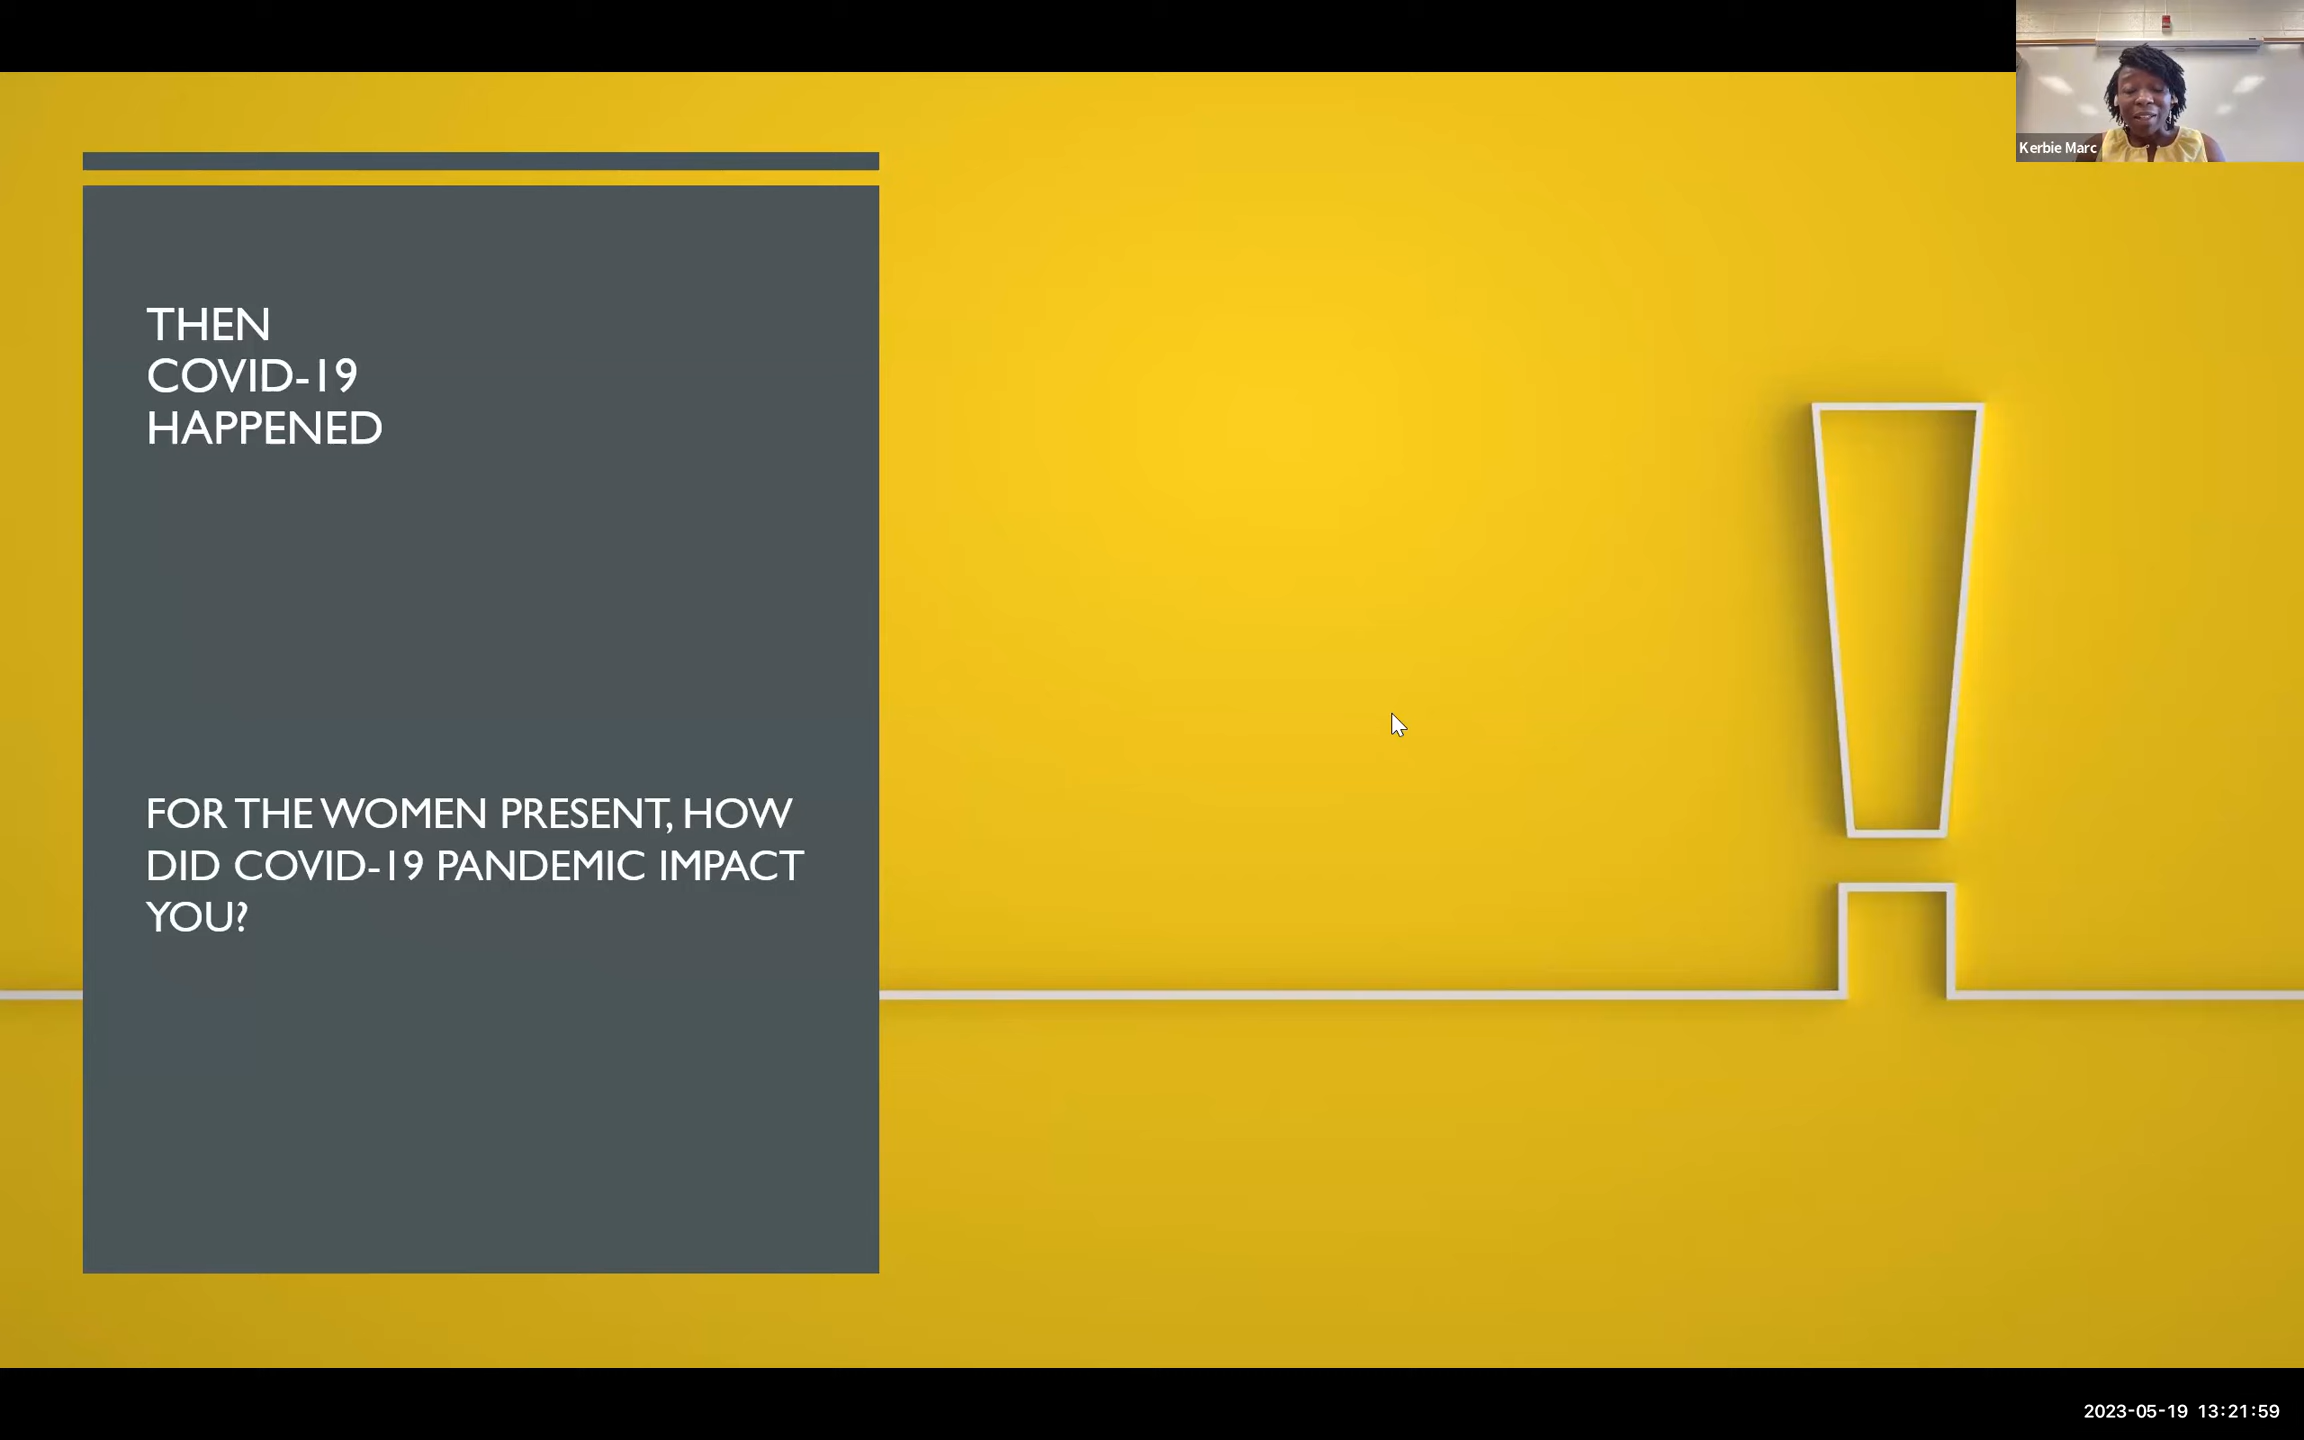 Kerbie Marc
THEN
COVID-19
HAPPENED
FOR THE WOMEN PRESENT, HOW
DID COVID-19 PANDEMIC IMPACT
YOU?
2023-05-19 13:21:59